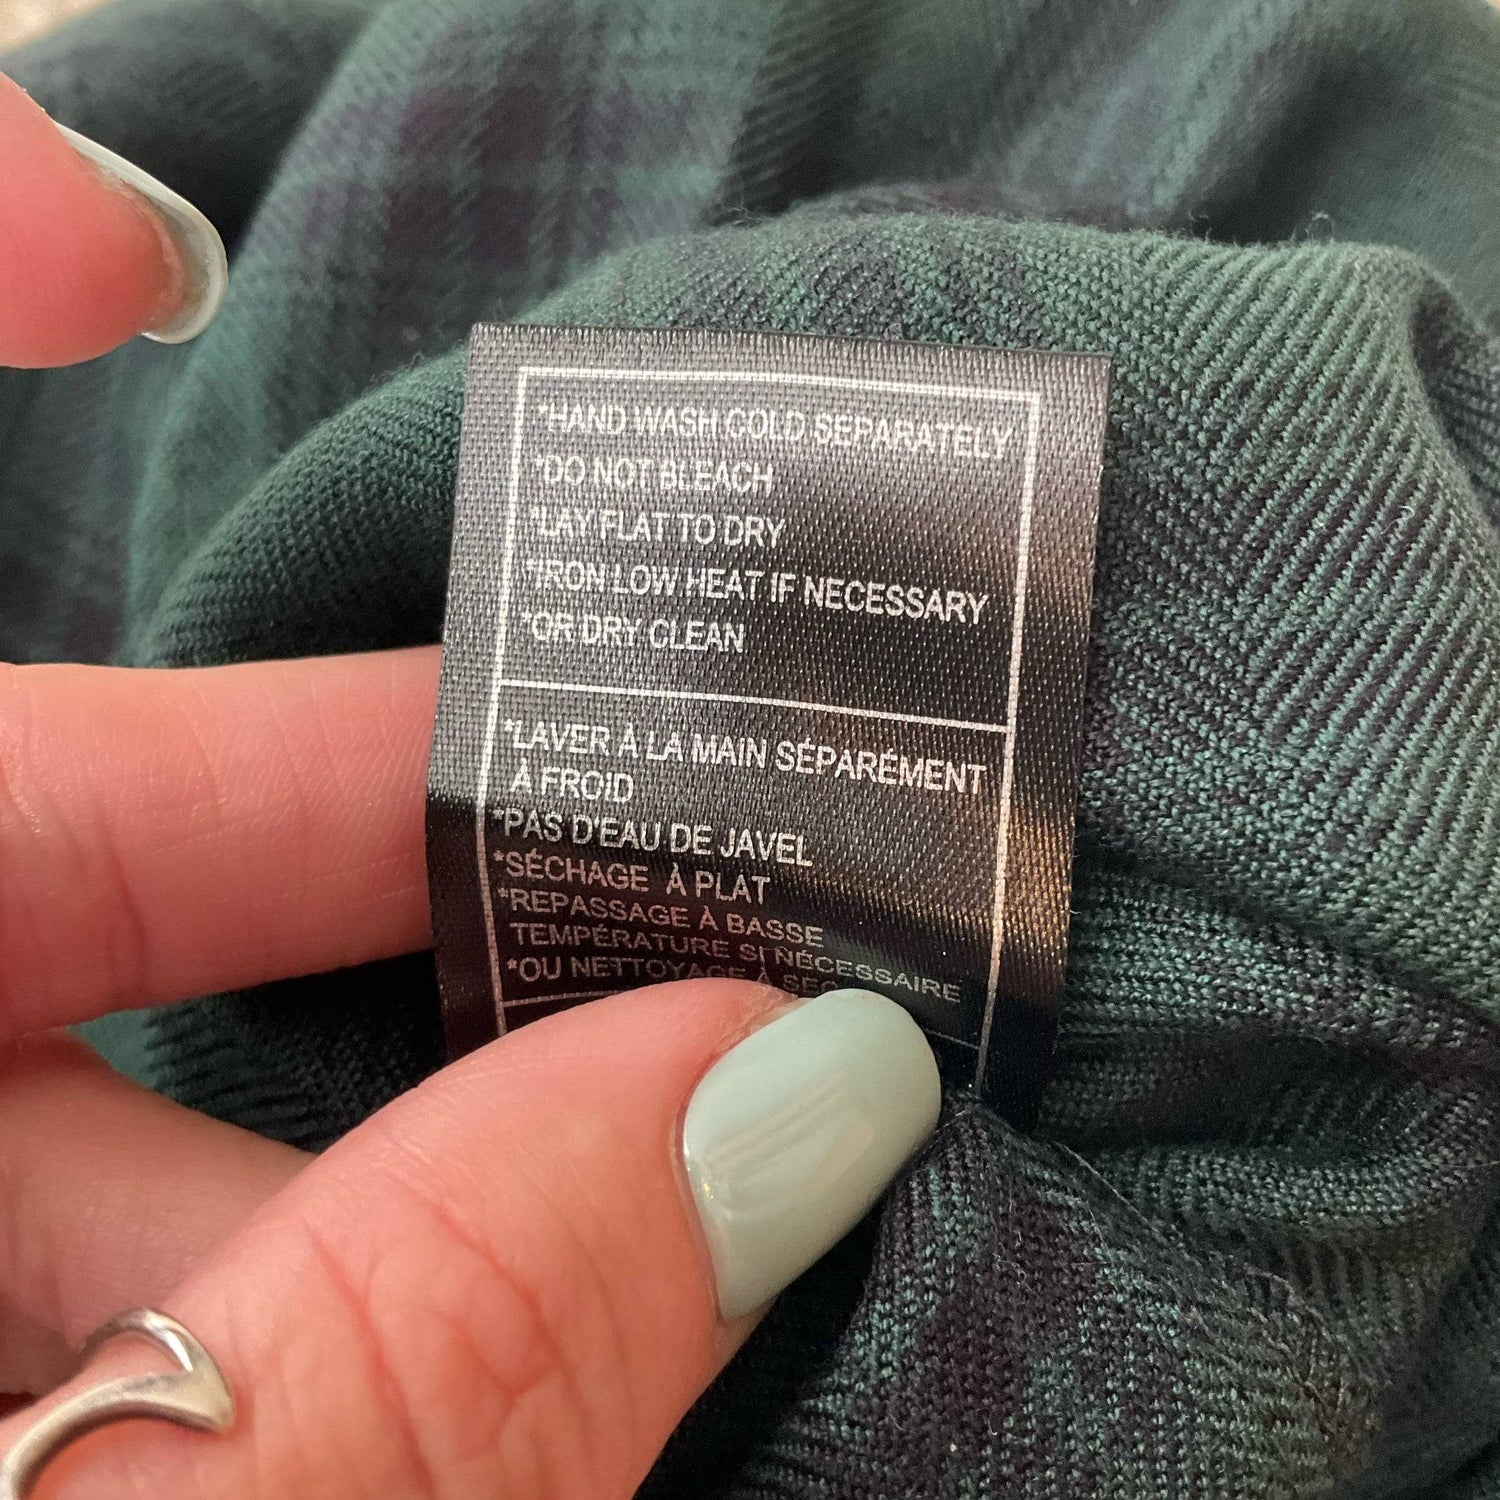 *HAND WASH COLD SEPARATELY
*DO NOT BLEACH
*LAY FLAT TO DRY
*IRON LOW HEAT IF NECESSARY
*OR DRY CLEAN
*LAVER À LA MAIN SÉPARÉMENT
À FROID
*PAS D'EAU DE JAVEL
*SÉCHAGE À PLAT
*REPASSAGE À BASSE
TEMPÉRATURE SI NÉCESSAIRE
*OU NETTOYAGE À SEC